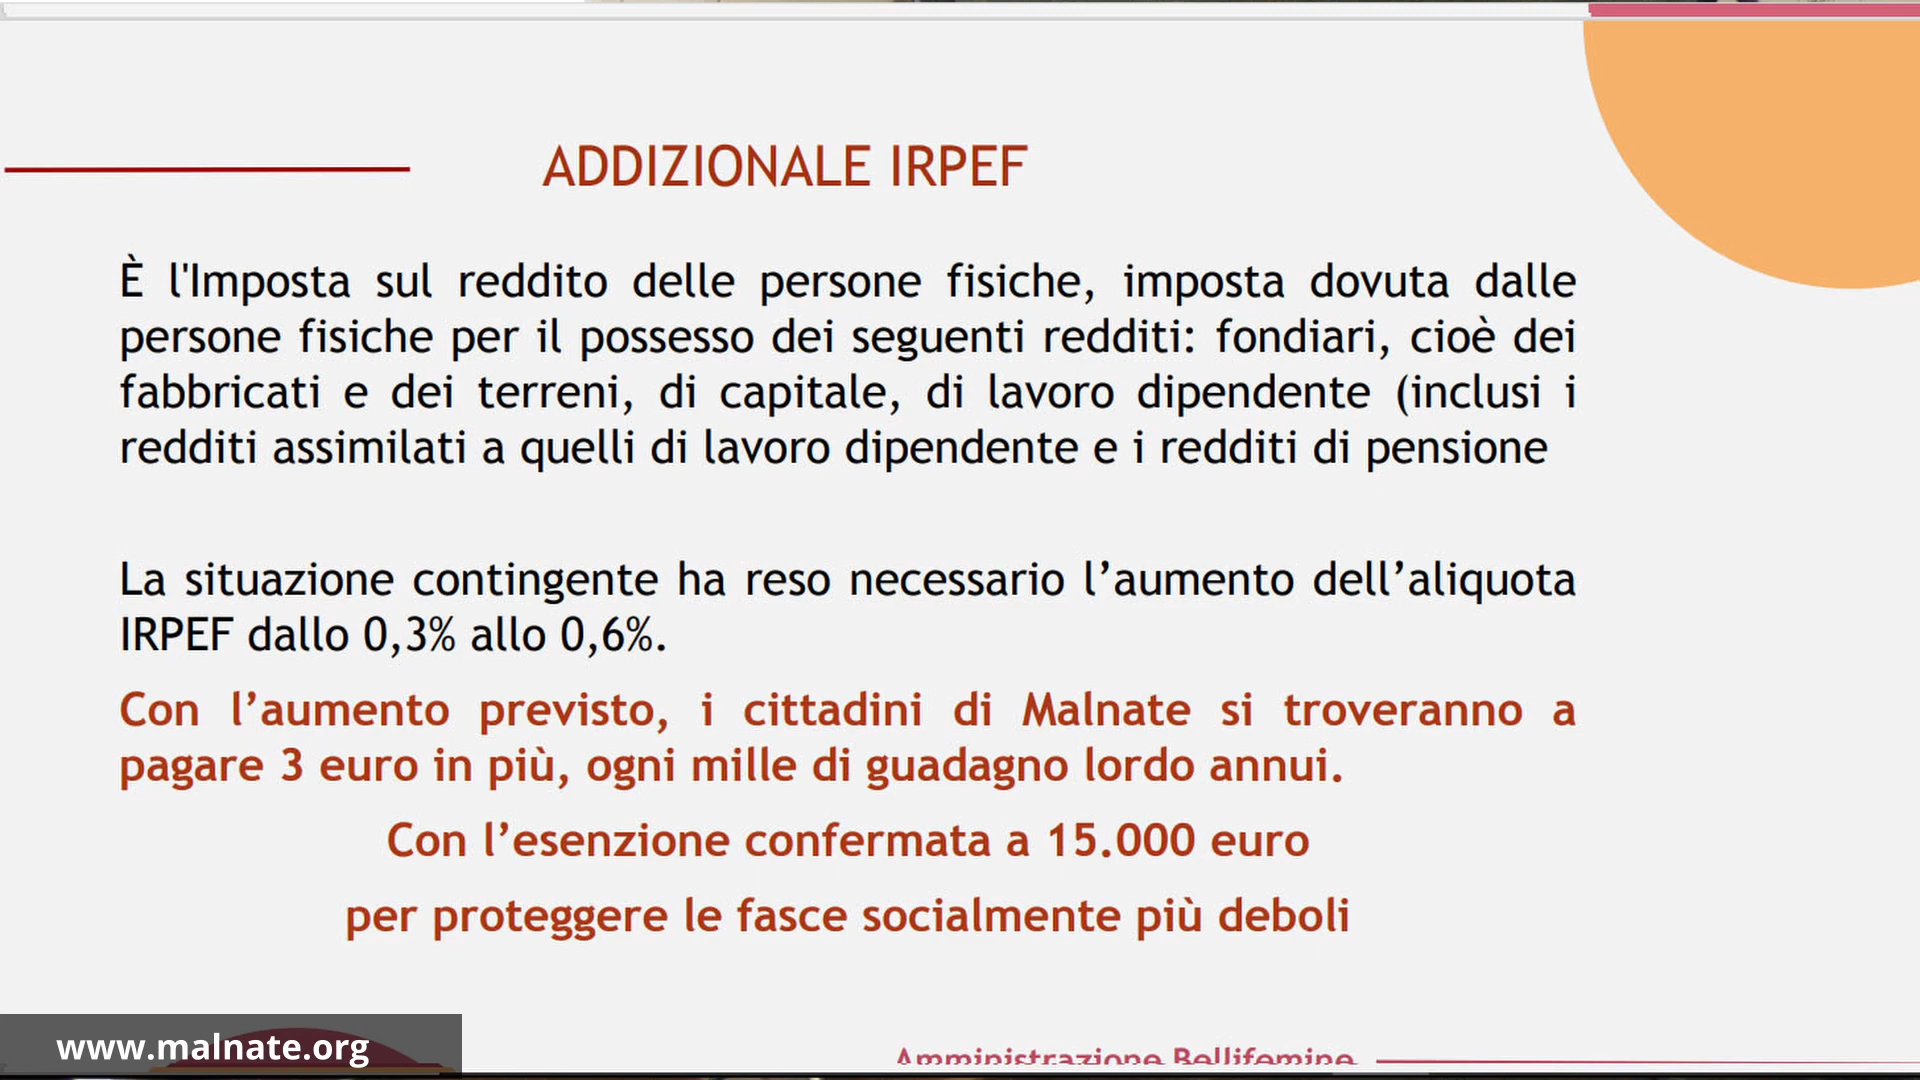 ADDIZIONALE IRPEF
È l'Imposta sul reddito delle persone fisiche, imposta dovuta dalle
persone fisiche per il possesso dei seguenti redditi: fondiari, cioè dei
fabbricati e dei terreni, di capitale, di lavoro dipendente (inclusi i
redditi assimilati a quelli di lavoro dipendente e i redditi di pensione
La situazione contingente ha reso necessario l’aumento dell’aliquota
IRPEF dallo 0,3% allo 0,6%.
Con l’aumento previsto, i cittadini di Malnate si troveranno a
pagare 3 euro in più, ogni mille di guadagno lordo annui.
Con l’esenzione confermata a 15.000 euro
per proteggere le fasce socialmente più deboli
www.malnate.org
Amministrazione Bellifemine